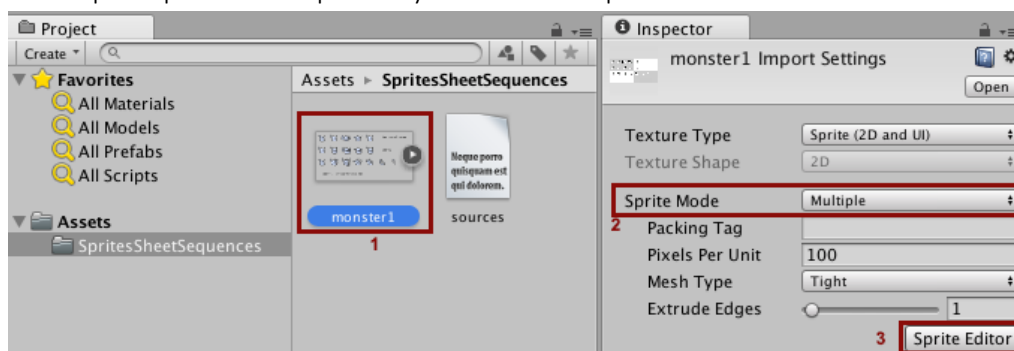 Project
Create
Favorites
All Materials
All Models
All Prefabs
All Scripts
Assets
SpritesSheetSequences
Assets ▸ SpritesSheetSequences
monster1
1
Neque porro
quisquam est
qui dolorem.
sources
Inspector
monster1 Import Settings
Open
Texture Type Sprite (2D and UI)
Texture Shape 2D
Sprite Mode Multiple
2
Packing Tag
Pixels Per Unit 100
Mesh Type Tight
Extrude Edges 1
3 Sprite Editor